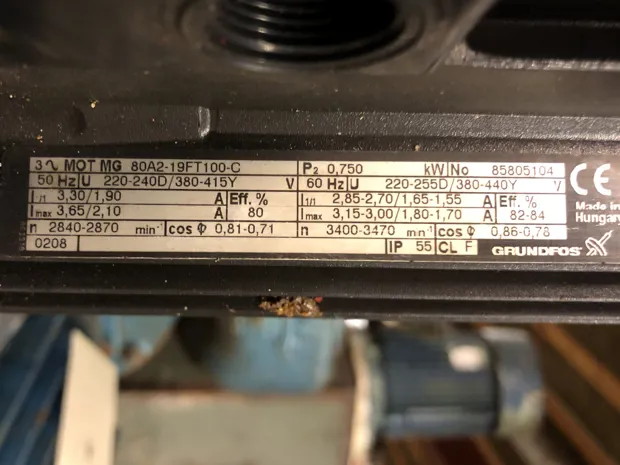 3∿ MOT MG 80A2-19FT100-C P₂ 0,750 kW No 85805104
50 Hz U 220-240D/380-415Y V 60 Hz U 220-255D/380-440Y V
I1/1 3,30/1,90 A Eff. % I1/1 2,85-2,70/1,65-1,55 A Eff. %
Imax 3,65/2,10 A 80 Imax 3,15-3,00/1,80-1,70 A 82-84
n 2840-2870 min⁻¹ cos φ 0,81-0,71 n 3400-3470 min⁻¹ cos φ 0,86-0,78
0208 IP 55 CL F
CE
Made in
Hungary
GRUNDFOS